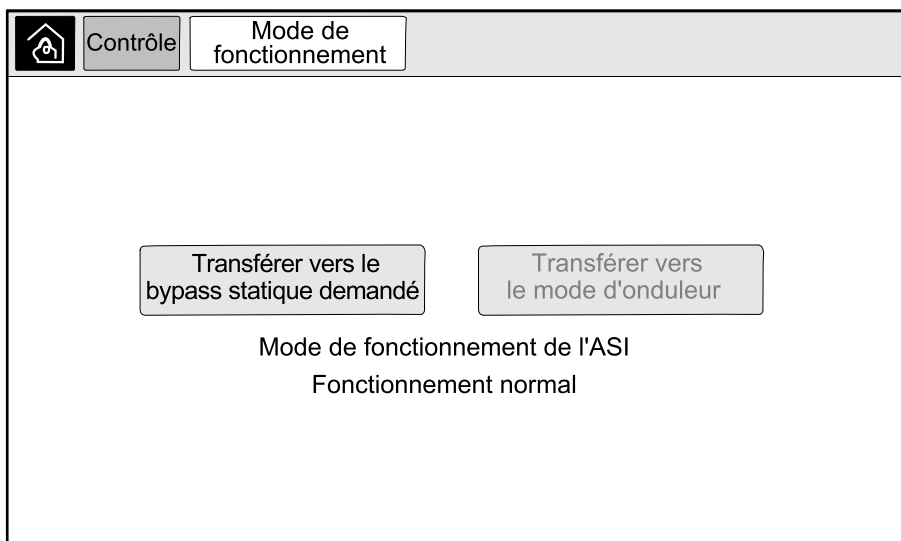 Contrôle
Mode de
fonctionnement
Transférer vers le
bypass statique demandé
Transférer vers
le mode d'onduleur
Mode de fonctionnement de l'ASI
Fonctionnement normal